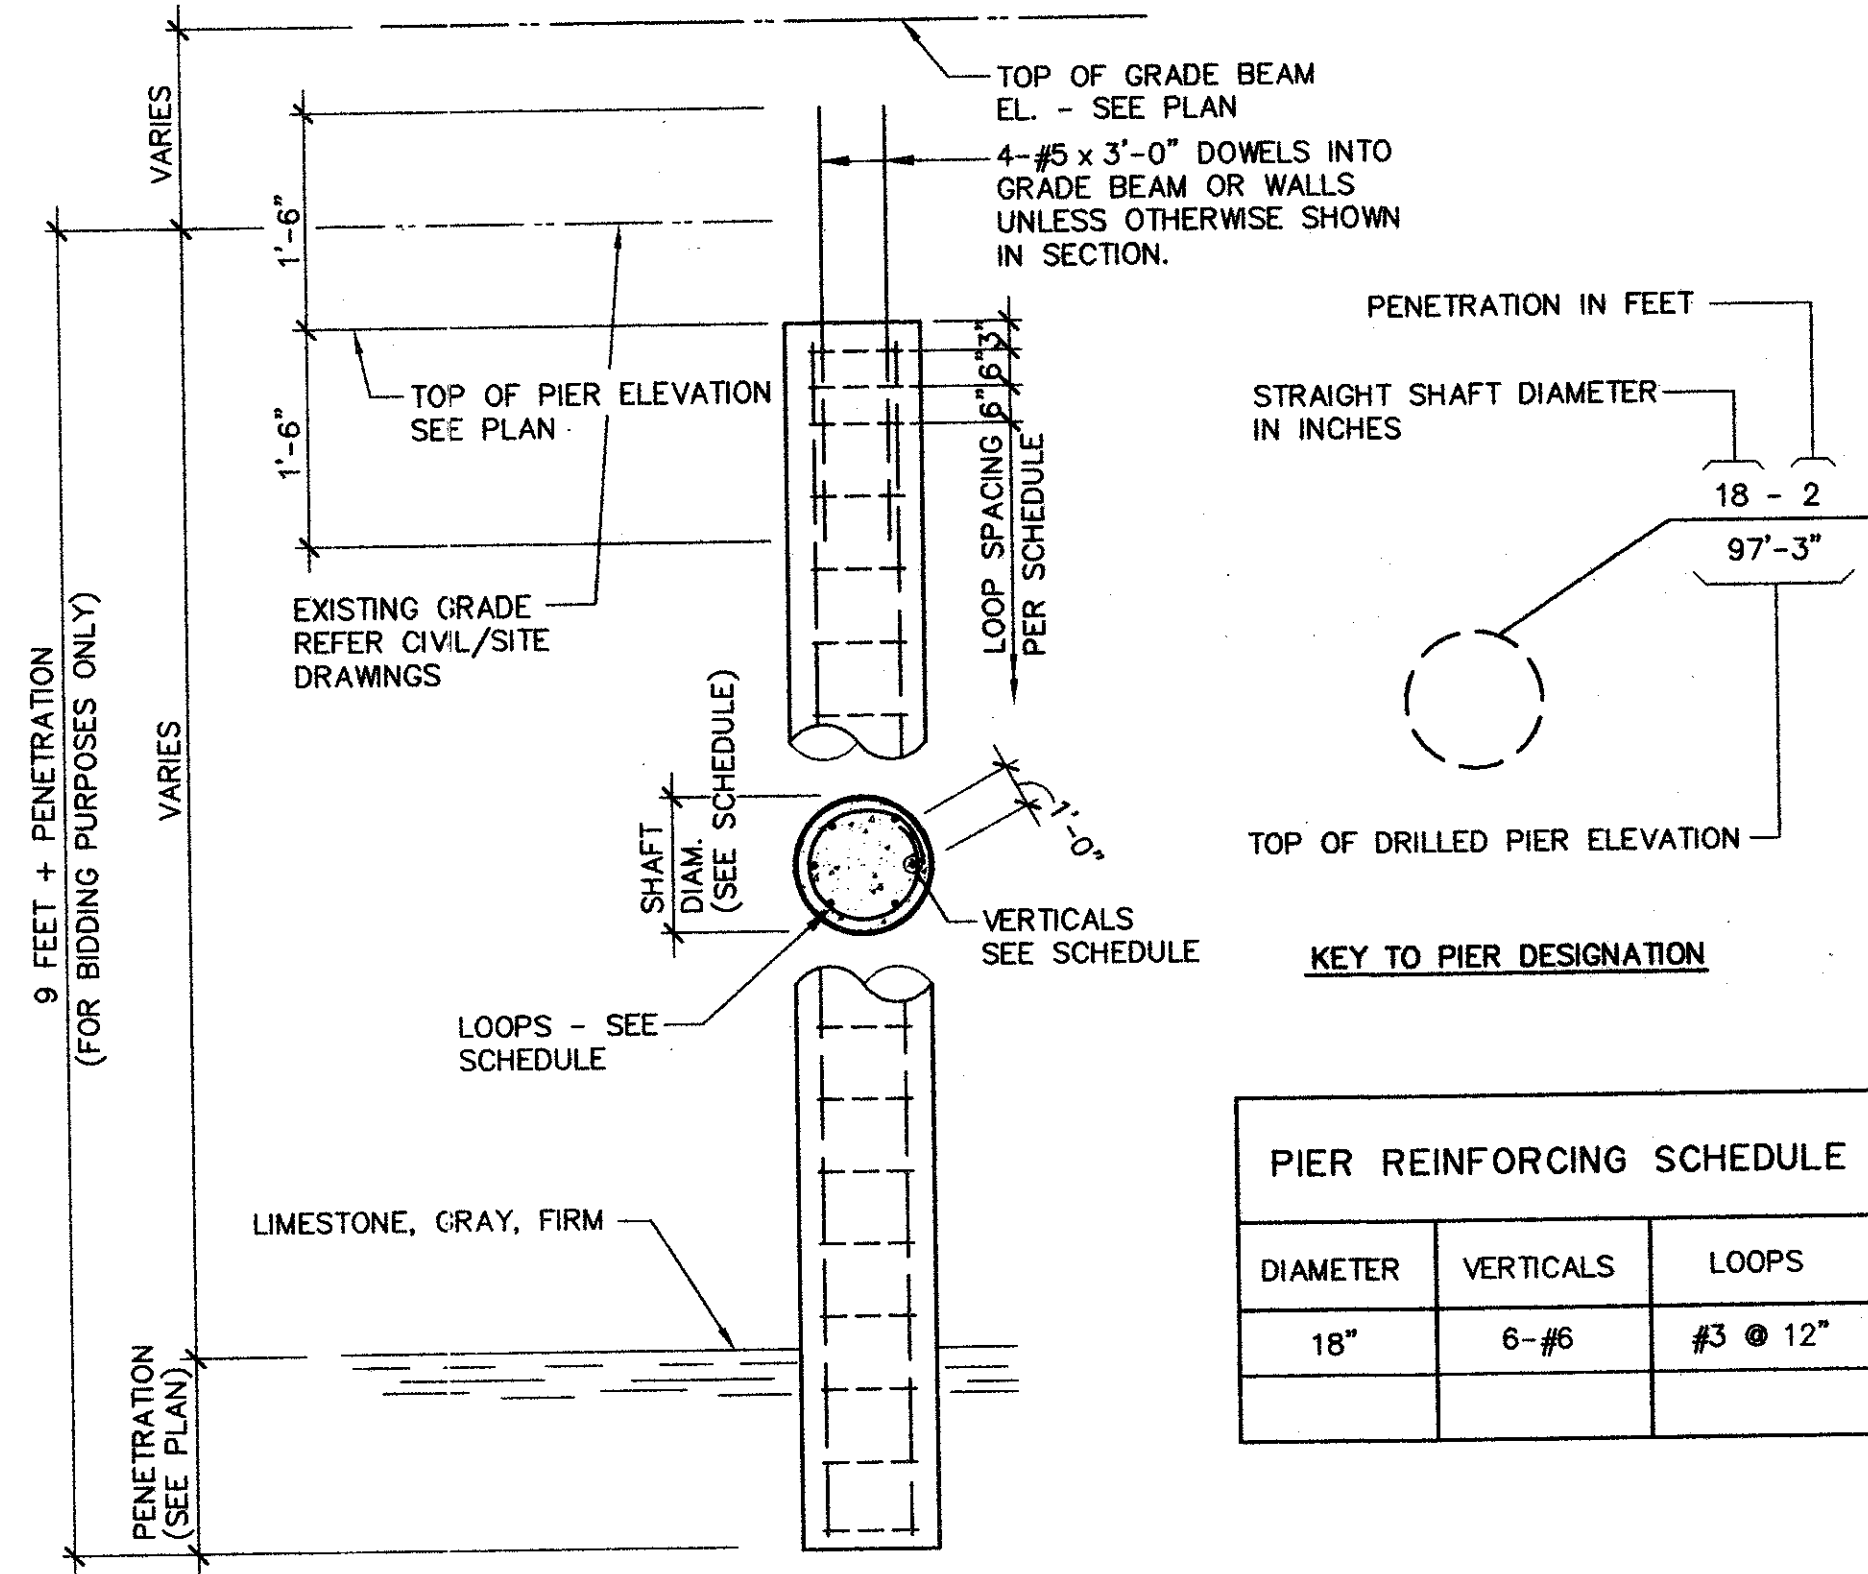 VARIES
TOP OF GRADE BEAM
EL. - SEE PLAN
4-#5 x 3'-0" DOWELS INTO
GRADE BEAM OR WALLS
UNLESS OTHERWISE SHOWN
IN SECTION.
1'-6"
1'-6"
TOP OF PIER ELEVATION
SEE PLAN
3"
6"
6"
LOOP SPACING
PER SCHEDULE
EXISTING GRADE
REFER CIVIL/SITE
DRAWINGS
9 FEET + PENETRATION
(FOR BIDDING PURPOSES ONLY)
VARIES
SHAFT
DIAM.
(SEE SCHEDULE)
1'-0"
VERTICALS
SEE SCHEDULE
LOOPS - SEE
SCHEDULE
LIMESTONE, GRAY, FIRM
PENETRATION
(SEE PLAN)
PENETRATION IN FEET
STRAIGHT SHAFT DIAMETER
IN INCHES
18 - 2
97'-3"
TOP OF DRILLED PIER ELEVATION
KEY TO PIER DESIGNATION
PIER REINFORCING SCHEDULE
DIAMETER VERTICALS LOOPS
18" 6-#6 #3 @ 12"